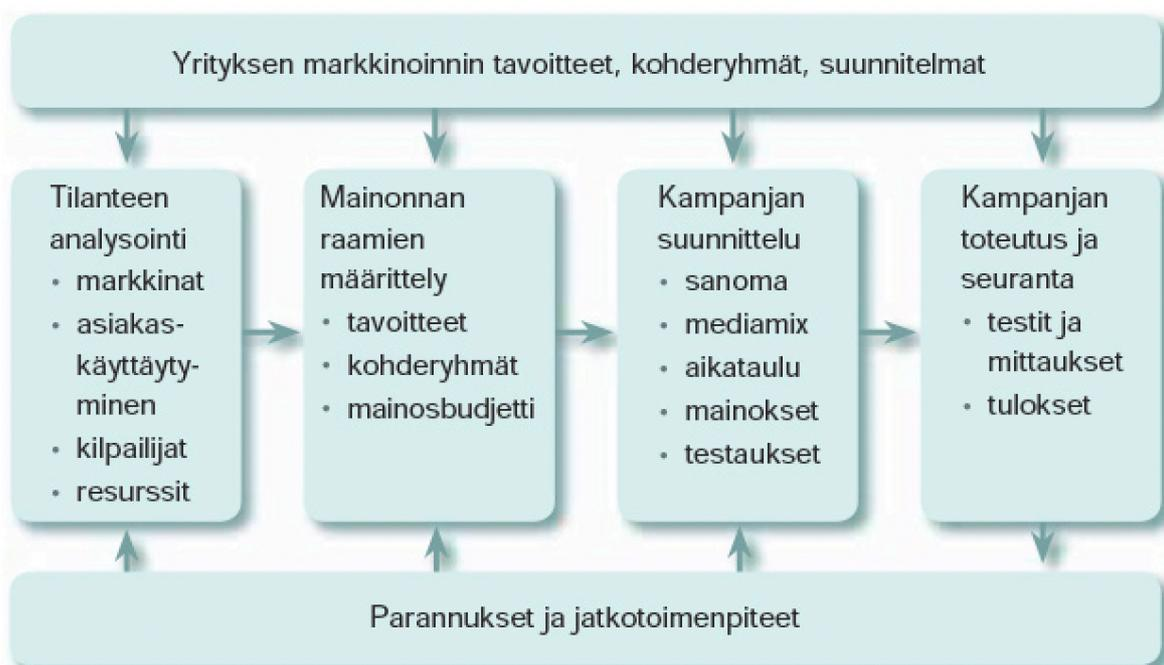 Yrityksen markkinoinnin tavoitteet, kohderyhmät, suunnitelmat
Tilanteen
analysointi
• markkinat
• asiakas-
käyttäyty-
minen
• kilpailijat
• resurssit
Mainonnan
raamien
määrittely
• tavoitteet
• kohderyhmät
• mainosbudjetti
Kampanjan
suunnittelu
• sanoma
• mediamix
• aikataulu
• mainokset
• testaukset
Kampanjan
toteutus ja
seuranta
• testit ja
mittaukset
• tulokset
Parannukset ja jatkotoimenpiteet